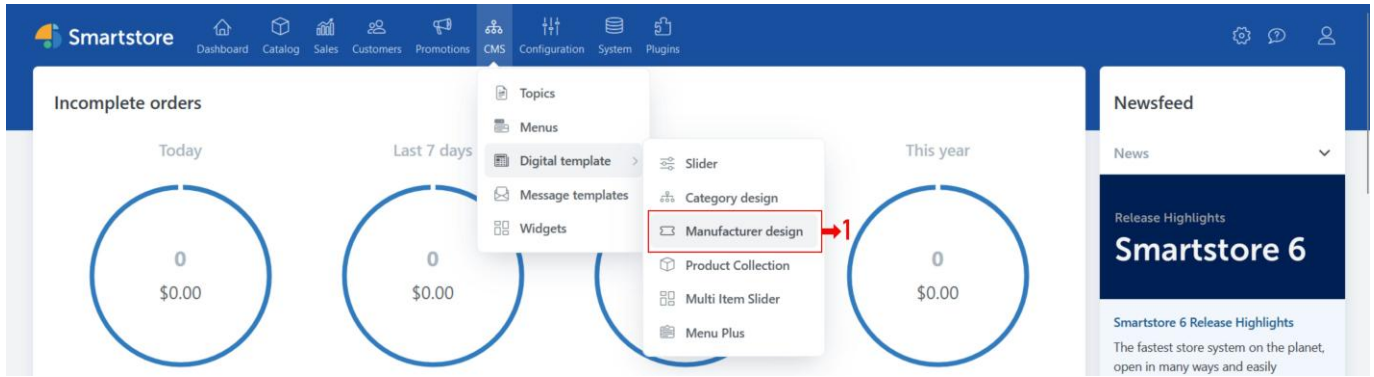 Smartstore
Dashboard Catalog Sales Customers Promotions CMS Configuration System Plugins
Incomplete orders
Today
0
$0.00
Last 7 days
0
$0.00
Topics
Menus
Digital template
Message templates
Widgets
Slider
Category design
Manufacturer design
1
Product Collection
Multi Item Slider
Menu Plus
This year
0
$0.00
Newsfeed
News
Release Highlights
Smartstore 6
Smartstore 6 Release Highlights
The fastest store system on the planet,
open in many ways and easily